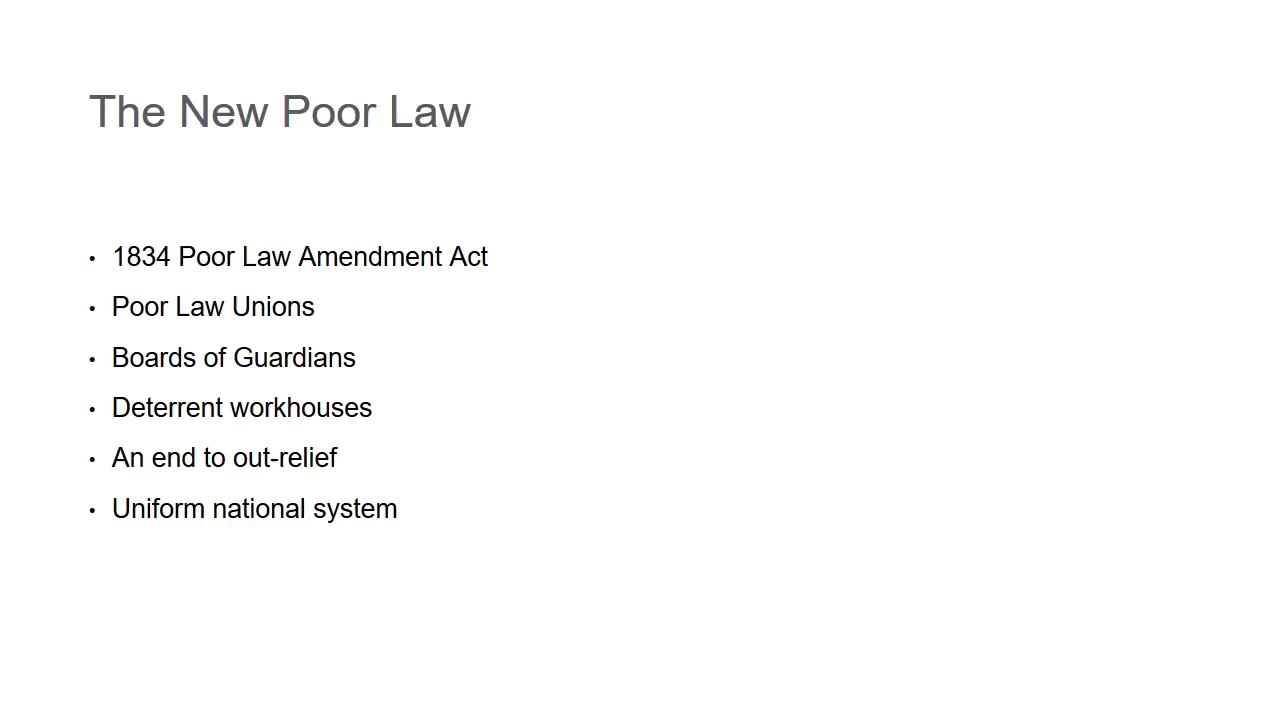 The New Poor Law
• 1834 Poor Law Amendment Act
• Poor Law Unions
• Boards of Guardians
• Deterrent workhouses
• An end to out-relief
• Uniform national system